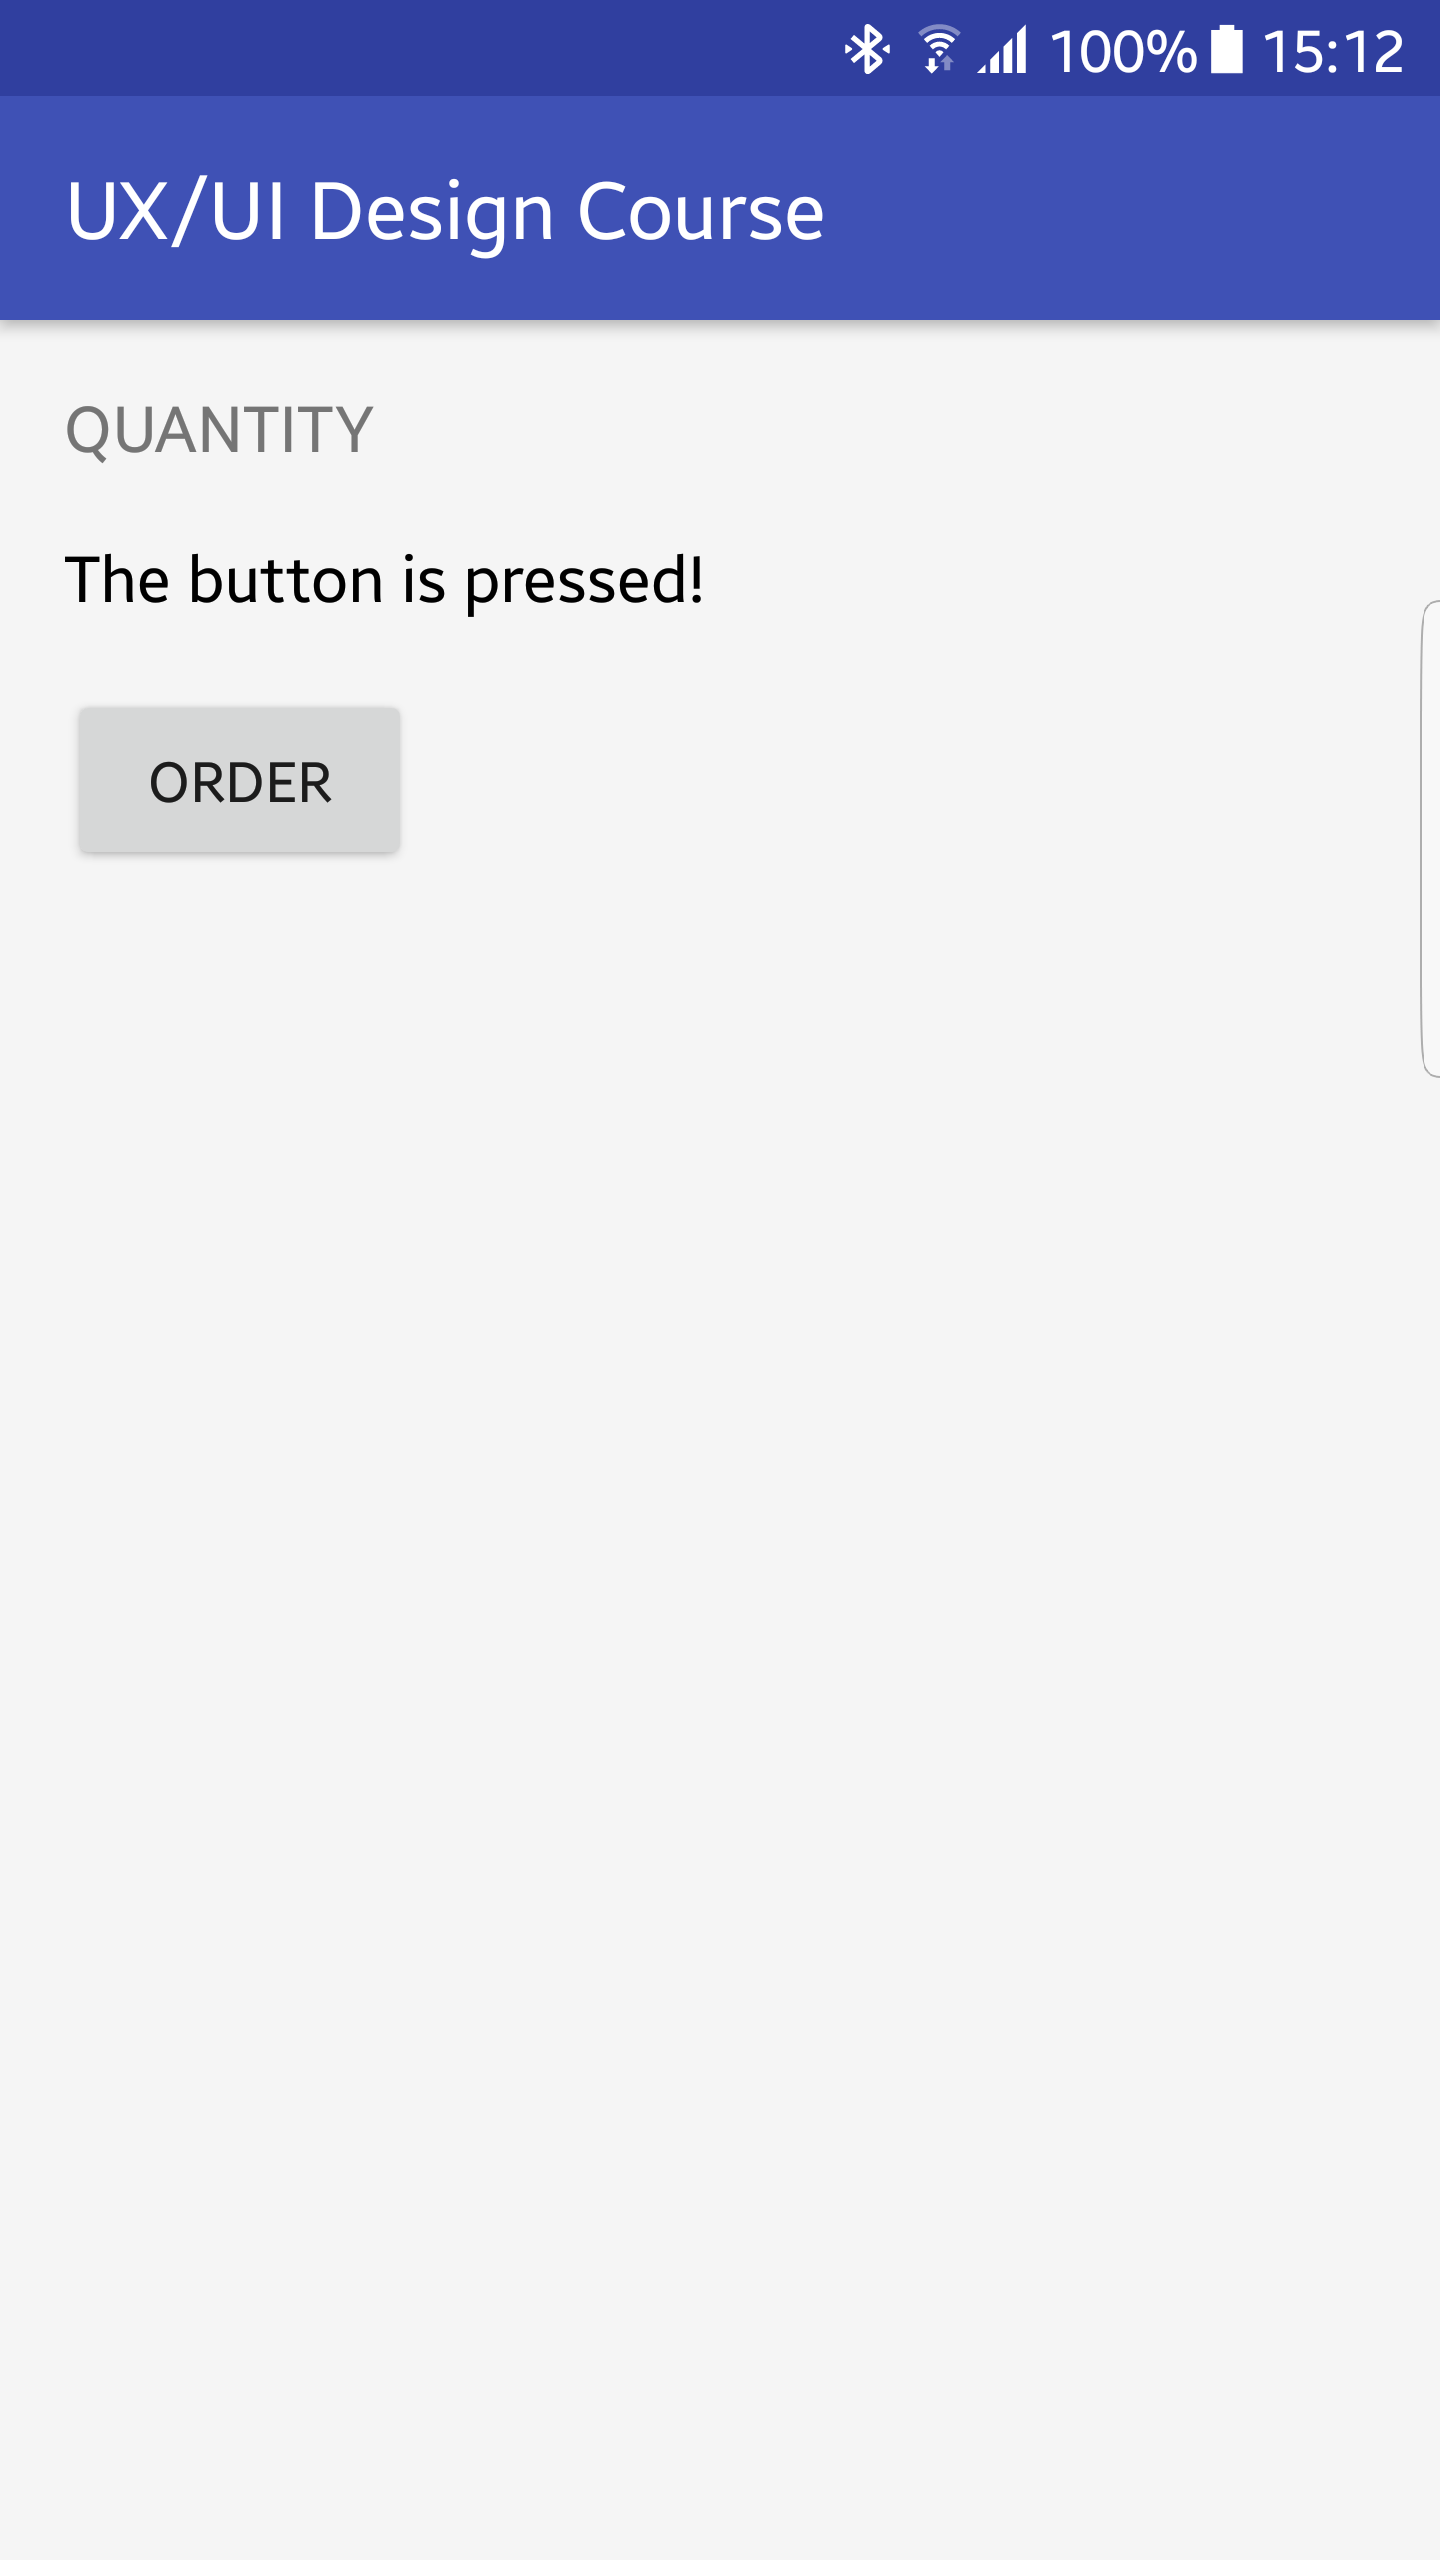 100% 15:12
UX/UI Design Course
QUANTITY
The button is pressed!
ORDER